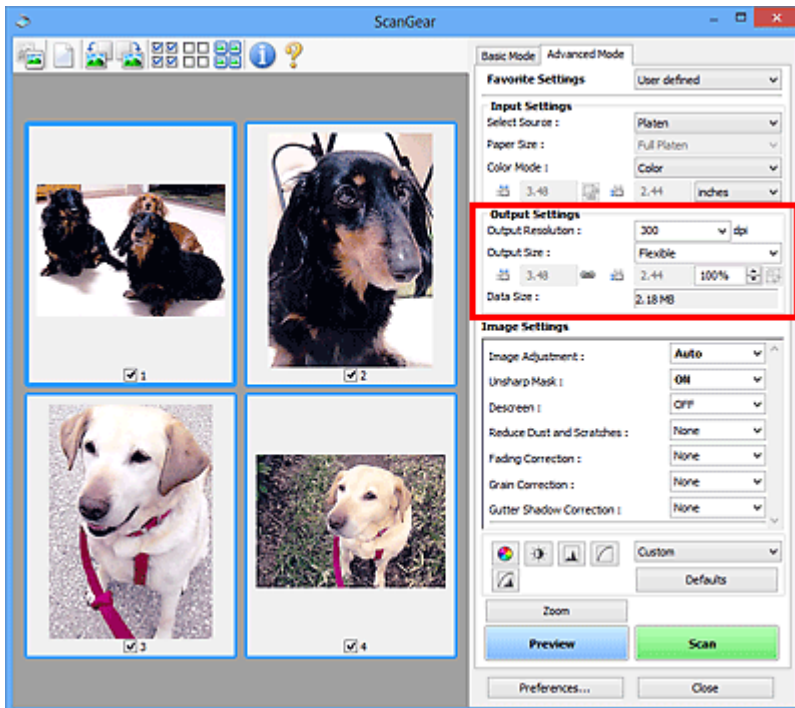 ScanGear
Basic Mode Advanced Mode
Favorite Settings User defined
Input Settings
Select Source : Platen
Paper Size : Full Platen
Color Mode : Color
3.48 2.44 inches
Output Settings
Output Resolution : 300 dpi
Output Size : Flexible
3.48 2.44 100%
Data Size : 2.18 MB
Image Settings
Image Adjustment : Auto
Unsharp Mask : ON
Descreen : OFF
Reduce Dust and Scratches : None
Fading Correction : None
Grain Correction : None
Gutter Shadow Correction : None
1
2
3
4
Custom
Defaults
Zoom
Preview Scan
Preferences... Close